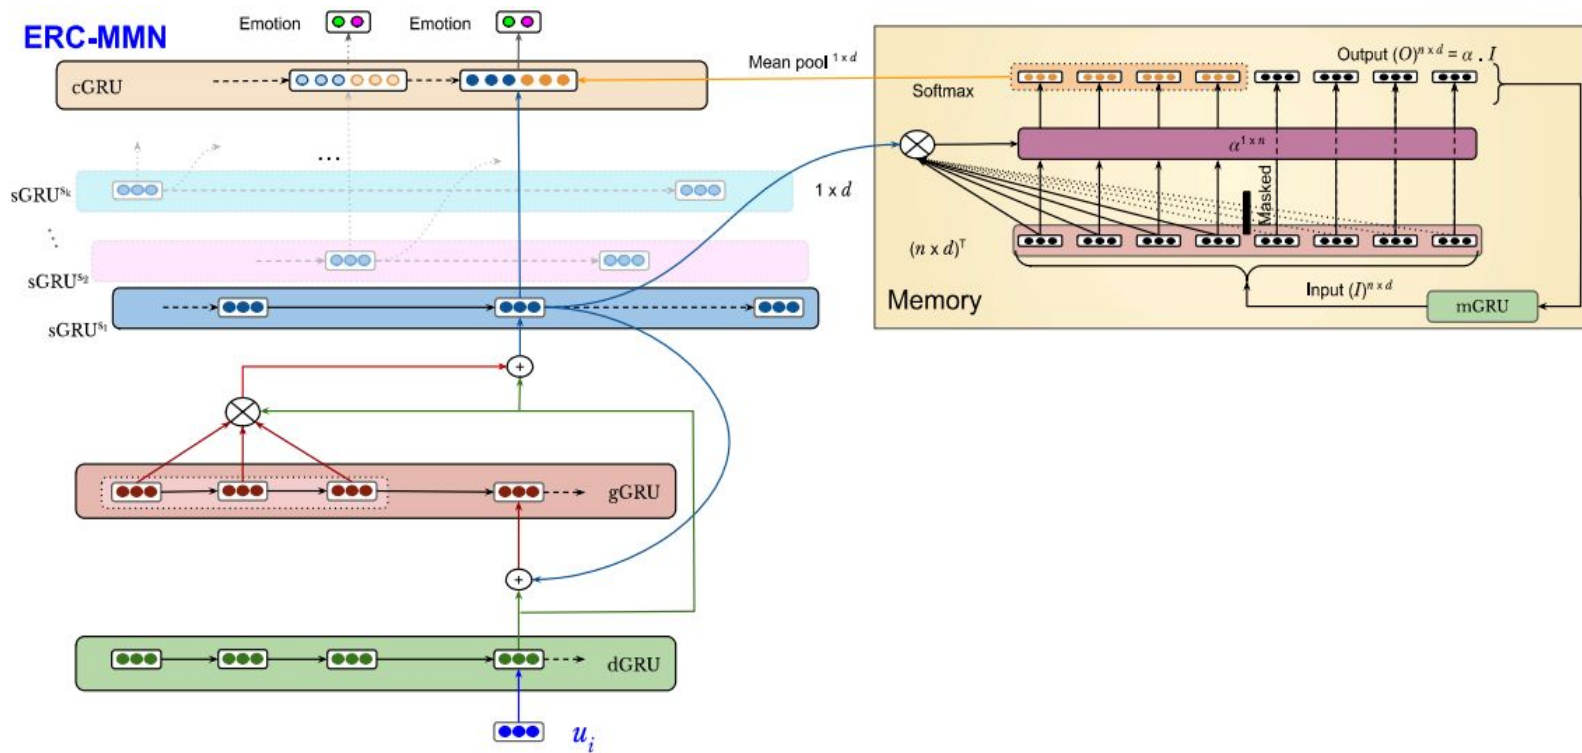 ERC-MMN
Emotion
Emotion
cGRU
Mean pool 1 x d
Output (O)ⁿ ˣ ᵈ = α . I
Softmax
α¹ ˣ ⁿ
sGRUˢₖ
...
1 x d
Masked
...
sGRUˢ₂
(n x d)ᵀ
sGRUˢ₁
Memory
Input (I)ⁿ ˣ ᵈ
mGRU
gGRU
dGRU
uᵢ